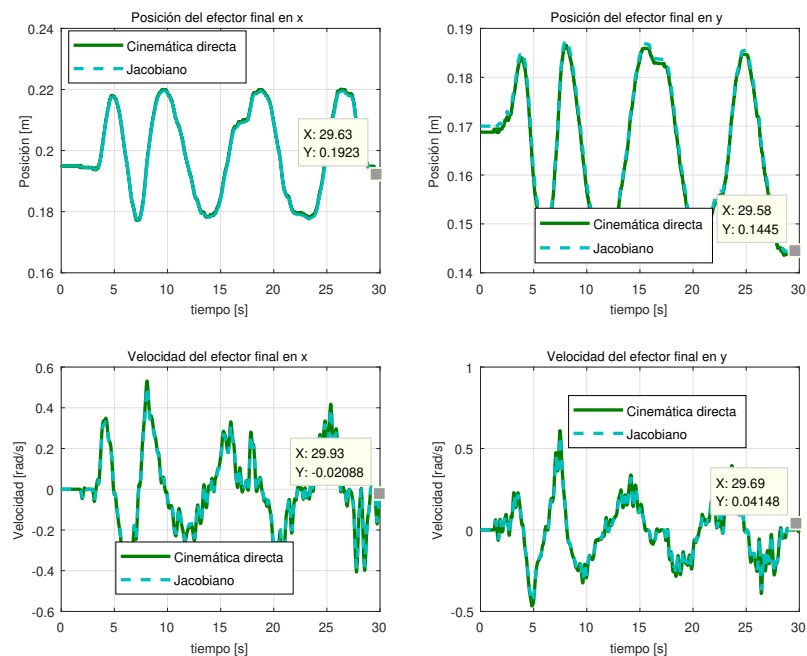 Posición del efector final en x
0.24
0.22
0.2
0.18
0.16
Posición [m]
Cinemática directa
Jacobiano
X: 29.63
Y: 0.1923
0 5 10 15 20 25 30
tiempo [s]
Posición del efector final en y
0.19
0.18
0.17
0.16
0.15
0.14
Posición [m]
X: 29.58
Y: 0.1445
Cinemática directa
Jacobiano
0 5 10 15 20 25 30
tiempo [s]
Velocidad del efector final en x
0.6
0.4
0.2
0
-0.2
-0.4
-0.6
Velocidad [rad/s]
X: 29.93
Y: -0.02088
Cinemática directa
Jacobiano
0 5 10 15 20 25 30
tiempo [s]
Velocidad del efector final en y
1
0.5
0
-0.5
Velocidad [rad/s]
Cinemática directa
Jacobiano
X: 29.69
Y: 0.04148
0 5 10 15 20 25 30
tiempo [s]